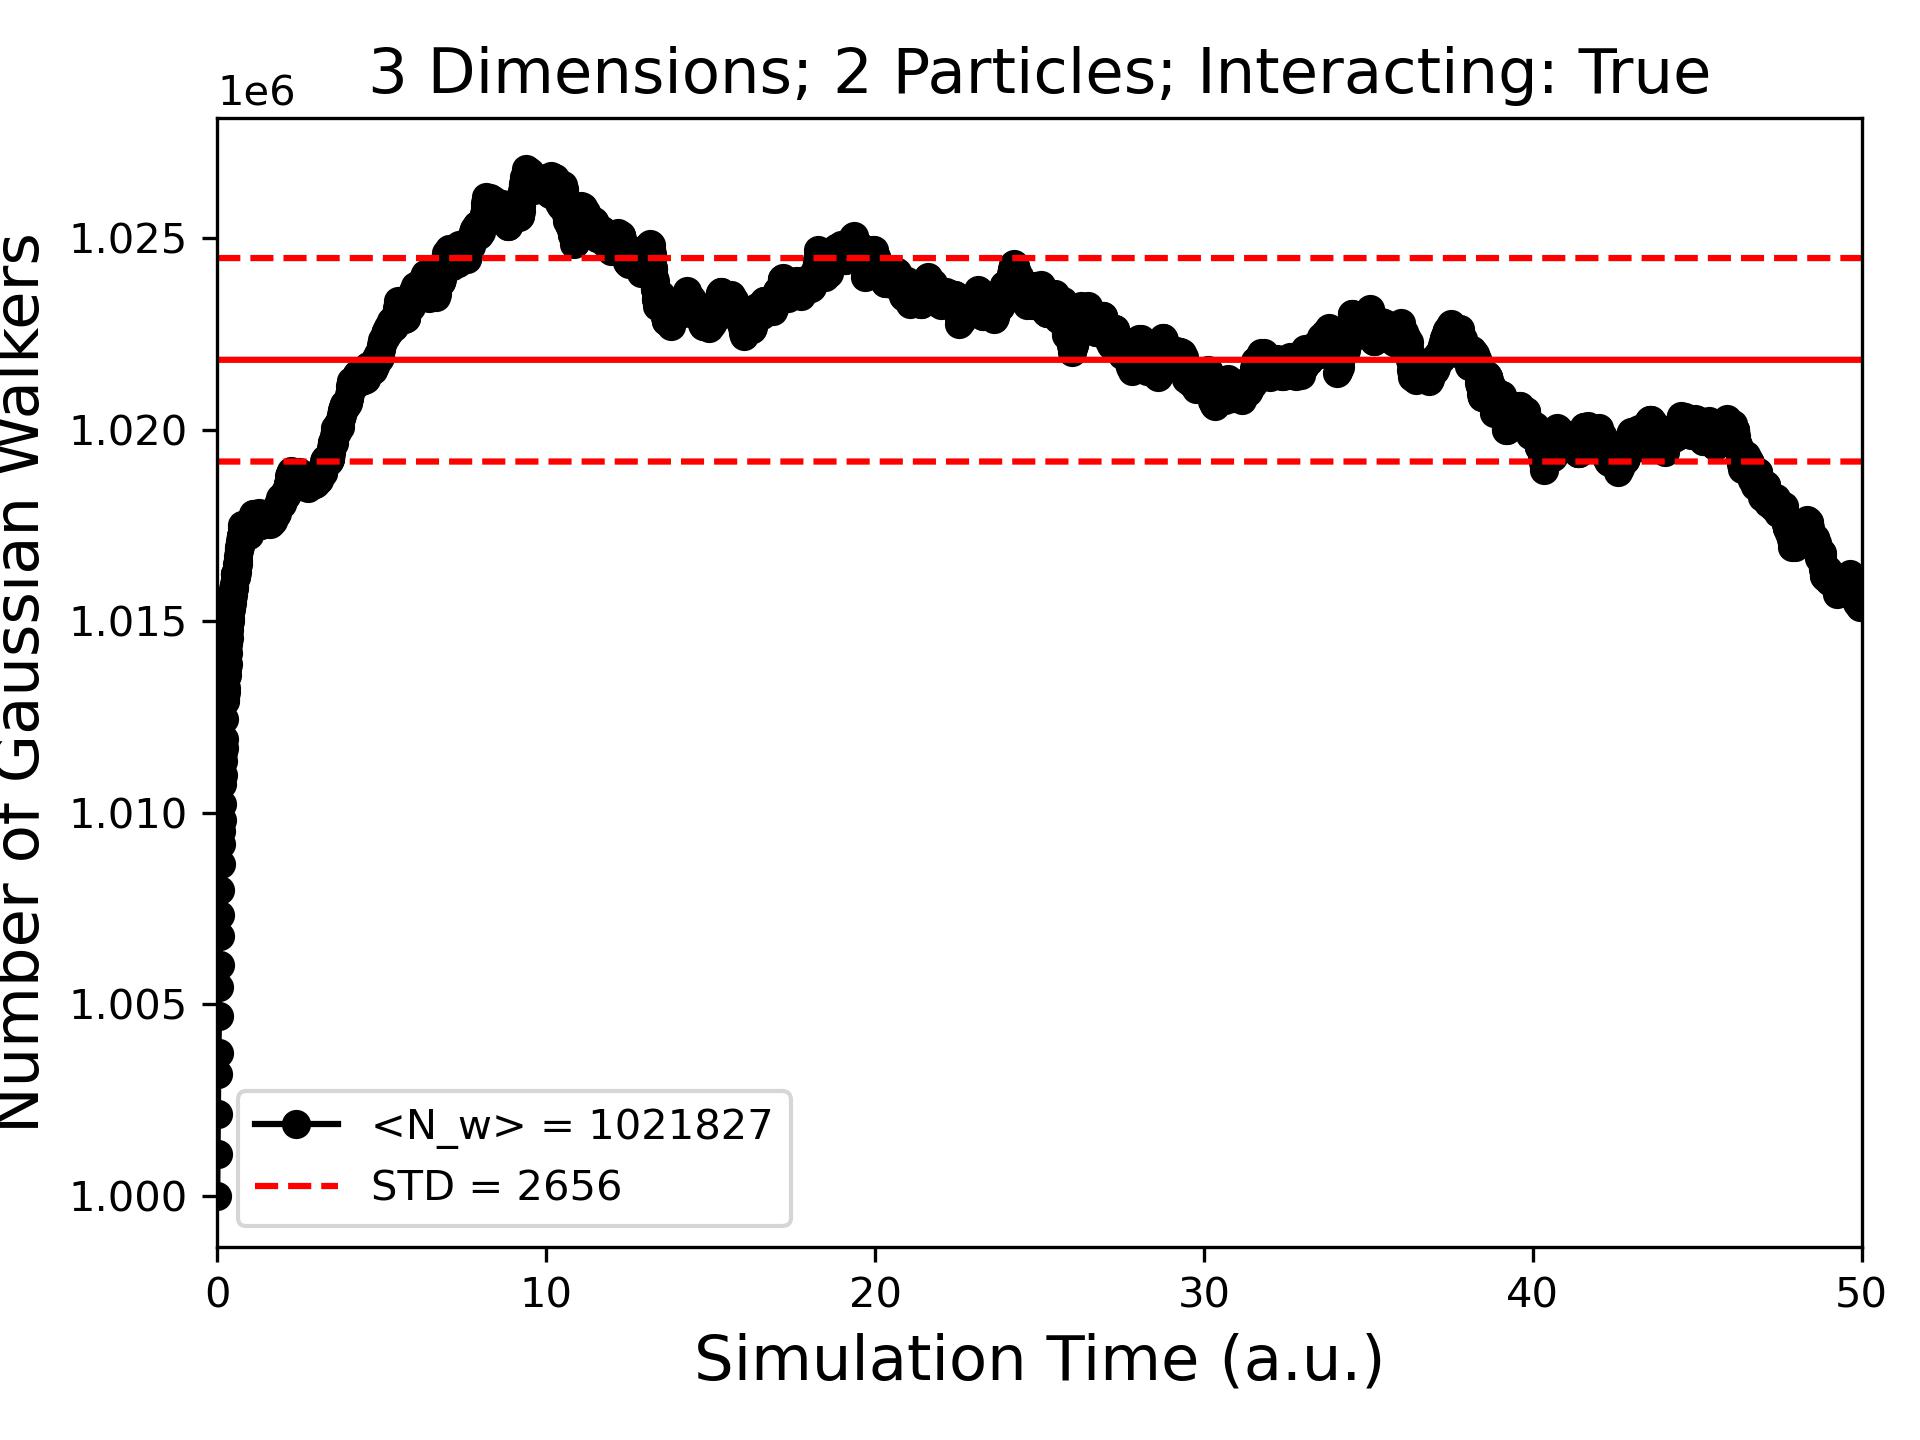 3 Dimensions; 2 Particles; Interacting: True
1e6
Number of Gaussian Walkers
1.025
1.020
1.015
1.010
1.005
1.000
<N_w> = 1021827
STD = 2656
0 10 20 30 40 50
Simulation Time (a.u.)